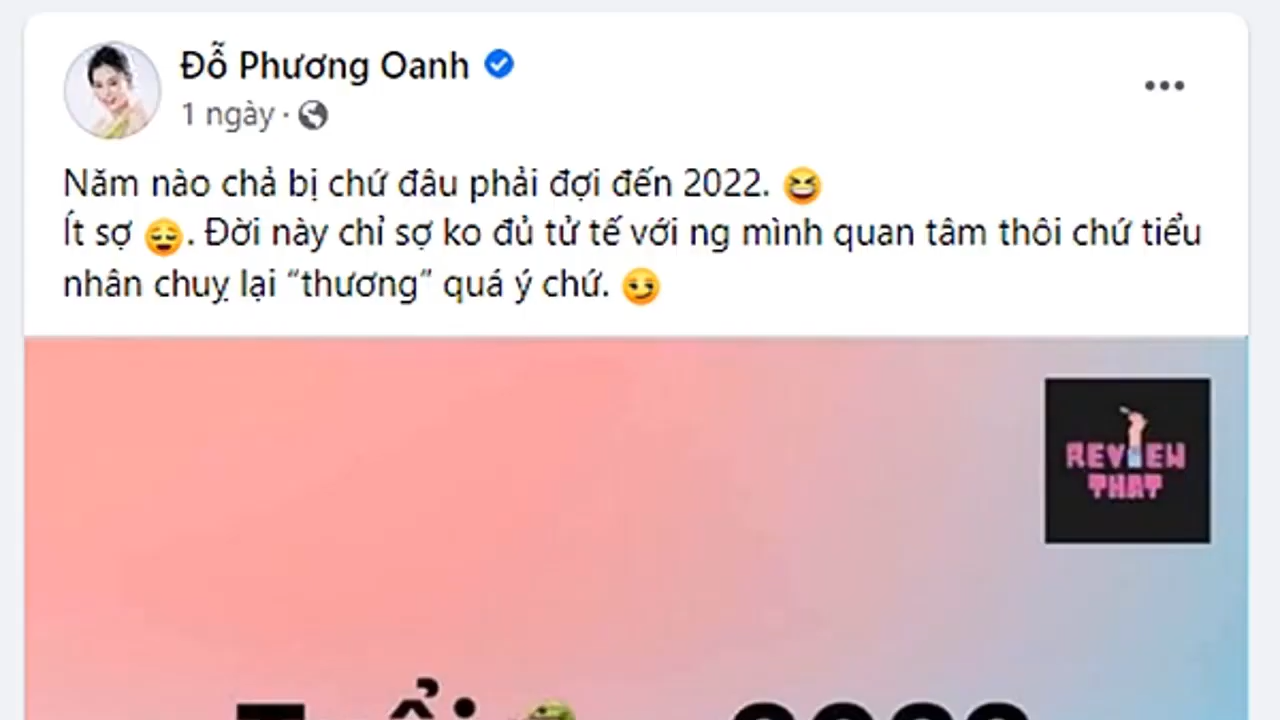 Đỗ Phương Oanh
1 ngày ·
Năm nào chả bị chứ đâu phải đợi đến 2022. 😆
Ít sợ 😌. Đời này chỉ sợ ko đủ tử tế với ng mình quan tâm thôi chứ tiểu
nhân chuỵ lại “thương” quá ý chứ. 😏
REVIEW
THAT